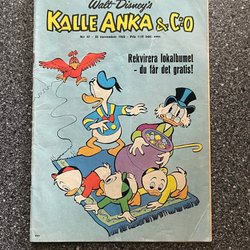 Walt Disney's
KALLE ANKA & C:O
Rekvirera lokalbumet
- du får det gratis!